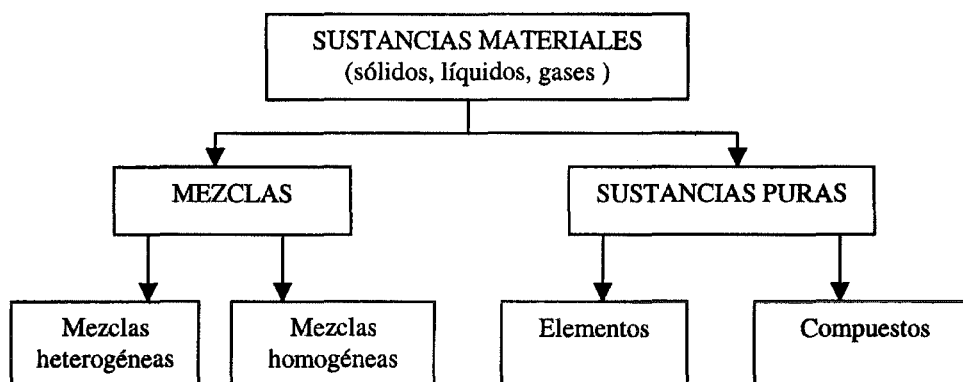 SUSTANCIAS MATERIALES
(sólidos, líquidos, gases )
MEZCLAS
SUSTANCIAS PURAS
Mezclas
heterogéneas
Mezclas
homogéneas
Elementos
Compuestos